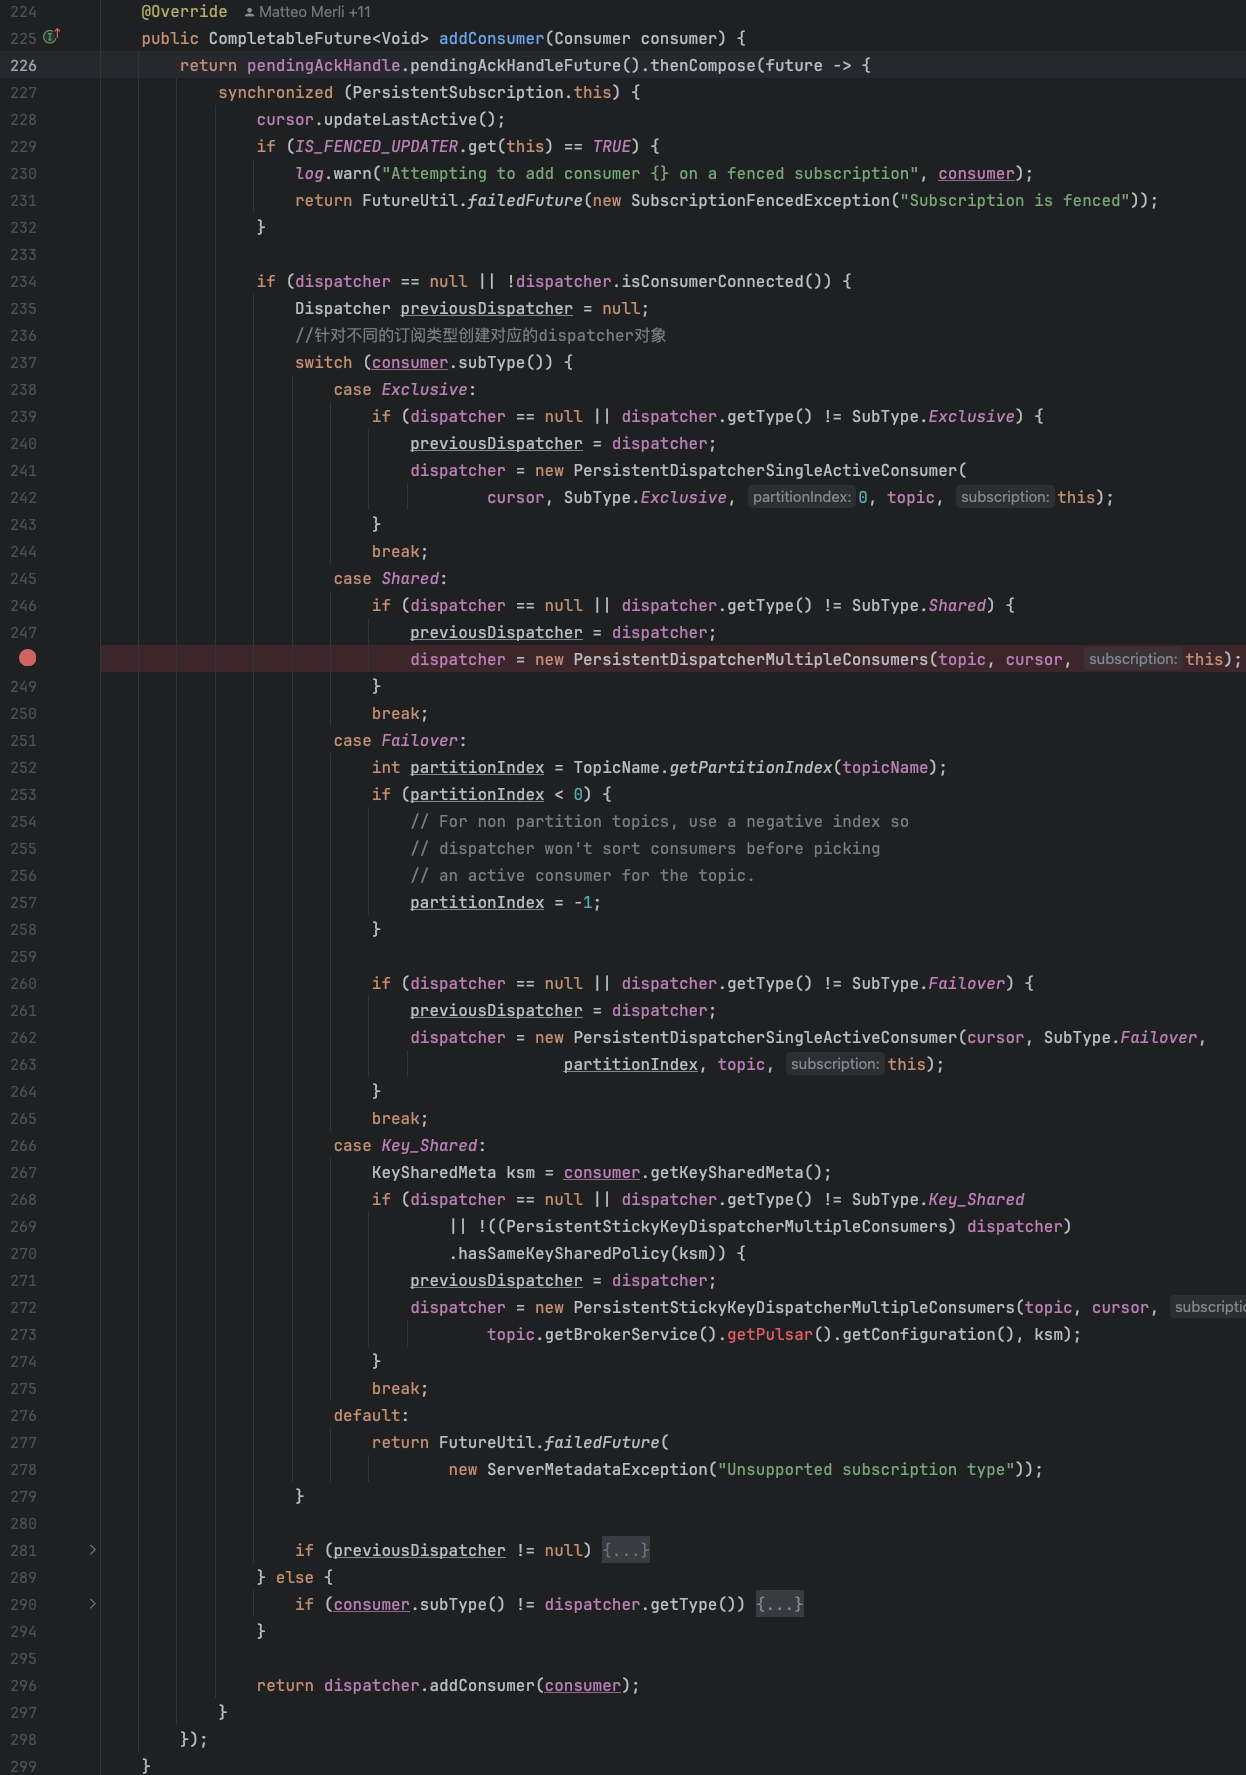 224 @Override Matteo Merli +11
225 public CompletableFuture<Void> addConsumer(Consumer consumer) {
226 return pendingAckHandle.pendingAckHandleFuture().thenCompose(future -> {
227 synchronized (PersistentSubscription.this) {
228 cursor.updateLastActive();
229 if (IS_FENCED_UPDATER.get(this) == TRUE) {
230 log.warn("Attempting to add consumer {} on a fenced subscription", consumer);
231 return FutureUtil.failedFuture(new SubscriptionFencedException("Subscription is fenced"));
232 }
233
234 if (dispatcher == null || !dispatcher.isConsumerConnected()) {
235 Dispatcher previousDispatcher = null;
236 //针对不同的订阅类型创建对应的dispatcher对象
237 switch (consumer.subType()) {
238 case Exclusive:
239 if (dispatcher == null || dispatcher.getType() != SubType.Exclusive) {
240 previousDispatcher = dispatcher;
241 dispatcher = new PersistentDispatcherSingleActiveConsumer(
242 cursor, SubType.Exclusive, partitionIndex: 0, topic, subscription: this);
243 }
244 break;
245 case Shared:
246 if (dispatcher == null || dispatcher.getType() != SubType.Shared) {
247 previousDispatcher = dispatcher;
dispatcher = new PersistentDispatcherMultipleConsumers(topic, cursor, subscription: this);
249 }
250 break;
251 case Failover:
252 int partitionIndex = TopicName.getPartitionIndex(topicName);
253 if (partitionIndex < 0) {
254 // For non partition topics, use a negative index so
255 // dispatcher won't sort consumers before picking
256 // an active consumer for the topic.
257 partitionIndex = -1;
258 }
259
260 if (dispatcher == null || dispatcher.getType() != SubType.Failover) {
261 previousDispatcher = dispatcher;
262 dispatcher = new PersistentDispatcherSingleActiveConsumer(cursor, SubType.Failover,
263 partitionIndex, topic, subscription: this);
264 }
265 break;
266 case Key_Shared:
267 KeySharedMeta ksm = consumer.getKeySharedMeta();
268 if (dispatcher == null || dispatcher.getType() != SubType.Key_Shared
269 || !((PersistentStickyKeyDispatcherMultipleConsumers) dispatcher)
270 .hasSameKeySharedPolicy(ksm)) {
271 previousDispatcher = dispatcher;
272 dispatcher = new PersistentStickyKeyDispatcherMultipleConsumers(topic, cursor, subscriptio
273 topic.getBrokerService().getPulsar().getConfiguration(), ksm);
274 }
275 break;
276 default:
277 return FutureUtil.failedFuture(
278 new ServerMetadataException("Unsupported subscription type"));
279 }
280
281 if (previousDispatcher != null) {...}
289 } else {
290 if (consumer.subType() != dispatcher.getType()) {...}
294 }
295
296 return dispatcher.addConsumer(consumer);
297 }
298 });
299 }